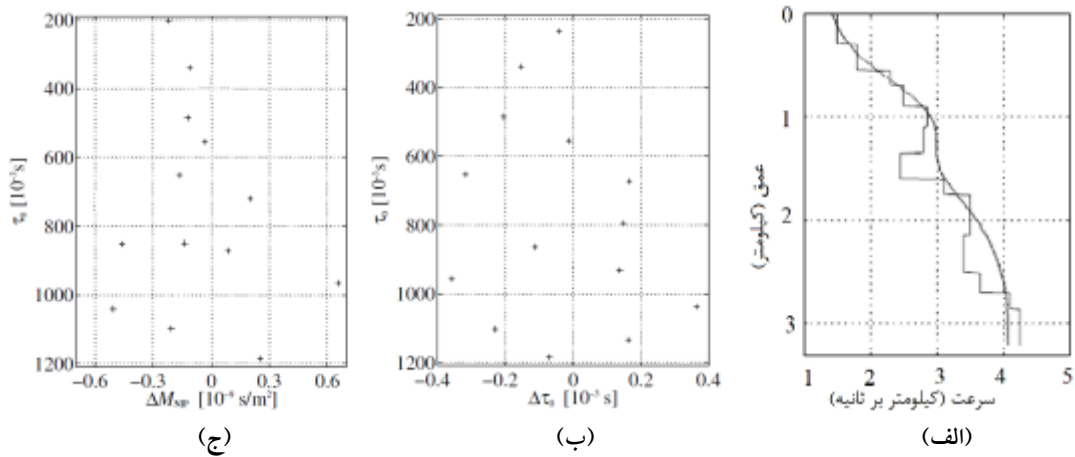 200
400
600
800
1000
1200
τ₀ [10⁻³s]
−0.6 −0.3 0 0.3 0.6
[10⁻⁶ s/m²]
(ج)
200
400
600
800
1000
1200
τ₀ [10⁻³s]
−0.4 −0.2 0 0.2 0.4
Δτ₀ [10⁻³ s]
(ب)
0
1
2
3
عمق (کیلومتر)
1 2 3 4 5
سرعت (کیلومتر بر ثانیه)
(الف)